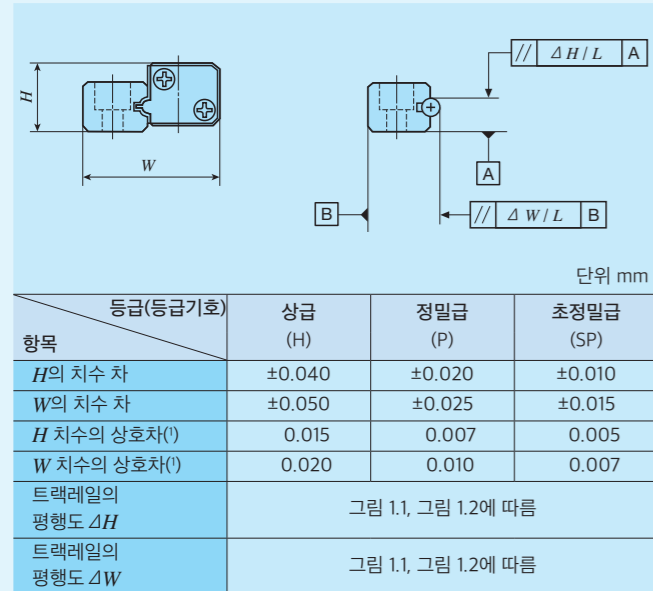 H
W
// ΔH/L A
A
B
// ΔW/L B
단위 mm
등급(등급기호)
항목
상급
(H)
정밀급
(P)
초정밀급
(SP)
H의 치수 차 ±0.040 ±0.020 ±0.010
W의 치수 차 ±0.050 ±0.025 ±0.015
H 치수의 상호차(¹) 0.015 0.007 0.005
W 치수의 상호차(¹) 0.020 0.010 0.007
트랙레일의
평행도 ΔH
그림 1.1, 그림 1.2에 따름
트랙레일의
평행도 ΔW
그림 1.1, 그림 1.2에 따름